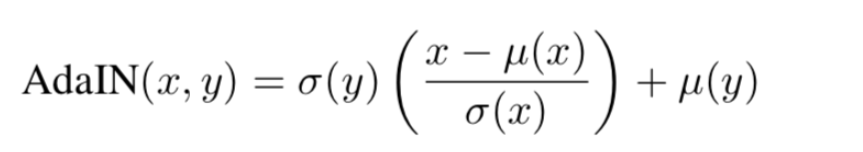 AdaIN(x, y) = σ(y) ( (x − μ(x)) / σ(x) ) + μ(y)